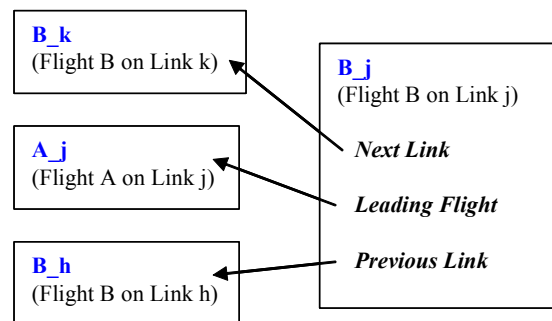 B_k
(Flight B on Link k)
A_j
(Flight A on Link j)
B_h
(Flight B on Link h)
B_j
(Flight B on Link j)
Next Link
Leading Flight
Previous Link